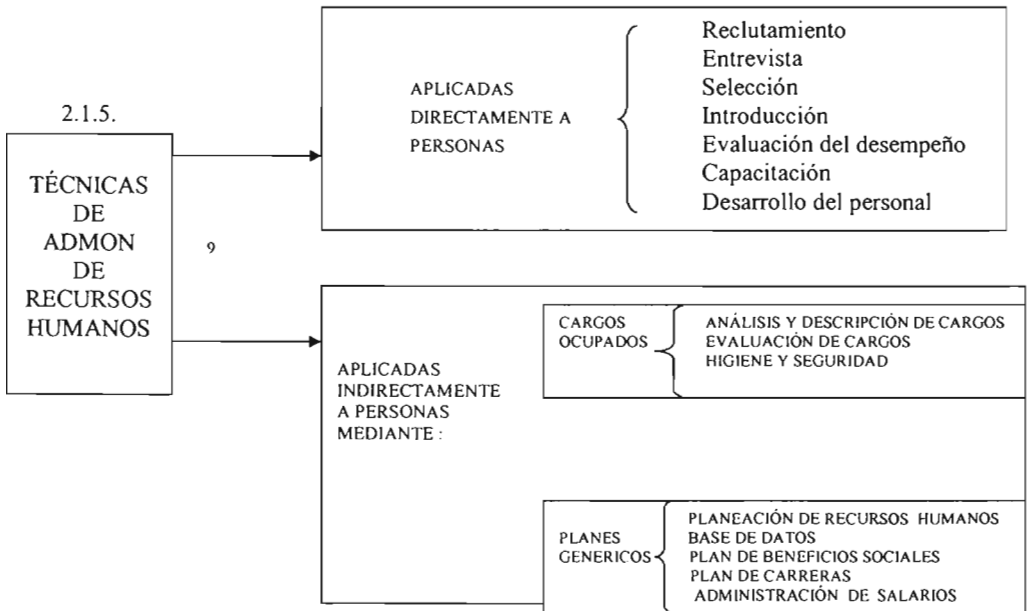 2.1.5.
TÉCNICAS
DE
ADMON
DE
RECURSOS
HUMANOS
9
APLICADAS
DIRECTAMENTE A
PERSONAS
Reclutamiento
Entrevista
Selección
Introducción
Evaluación del desempeño
Capacitación
Desarrollo del personal
APLICADAS
INDIRECTAMENTE
A PERSONAS
MEDIANTE :
CARGOS
OCUPADOS
ANÁLISIS Y DESCRIPCIÓN DE CARGOS
EVALUACIÓN DE CARGOS
HIGIENE Y SEGURIDAD
PLANES
GENERICOS
PLANEACIÓN DE RECURSOS HUMANOS
BASE DE DATOS
PLAN DE BENEFICIOS SOCIALES
PLAN DE CARRERAS
ADMINISTRACIÓN DE SALARIOS